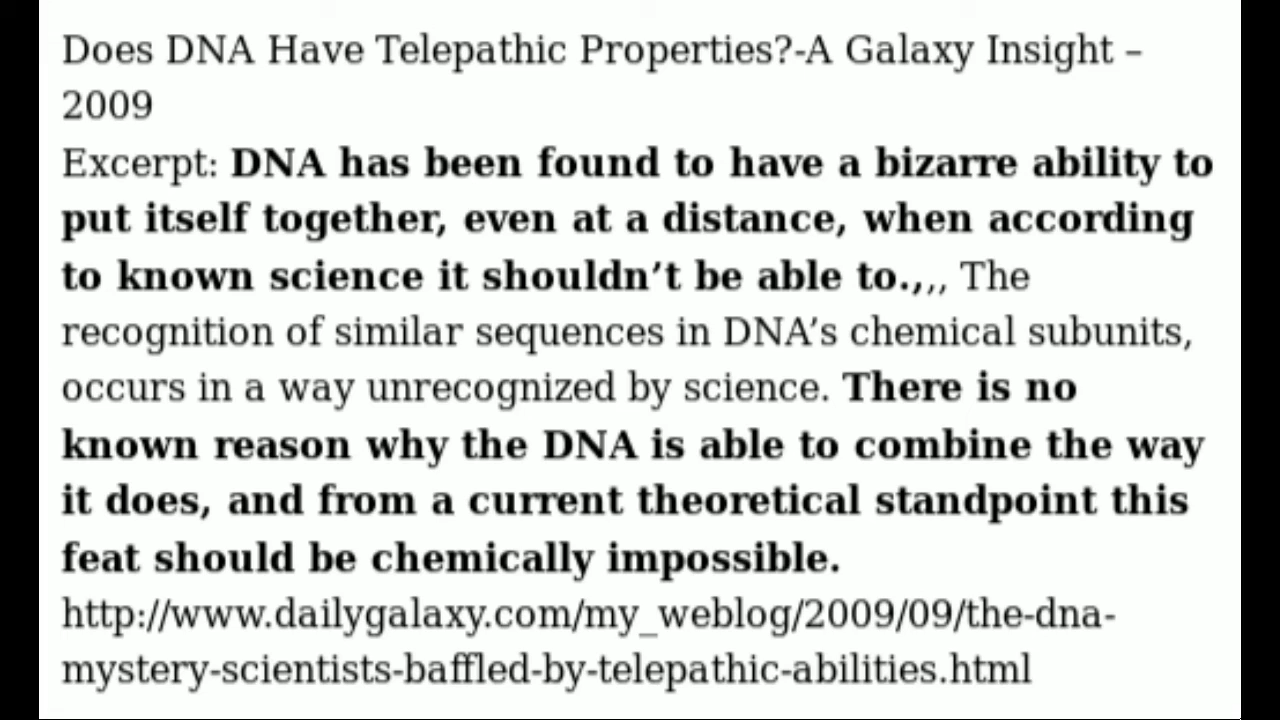 Does DNA Have Telepathic Properties?-A Galaxy Insight –
2009
Excerpt: DNA has been found to have a bizarre ability to
put itself together, even at a distance, when according
to known science it shouldn’t be able to.,,,, The
recognition of similar sequences in DNA’s chemical subunits,
occurs in a way unrecognized by science. There is no
known reason why the DNA is able to combine the way
it does, and from a current theoretical standpoint this
feat should be chemically impossible.
http://www.dailygalaxy.com/my_weblog/2009/09/the-dna-
mystery-scientists-baffled-by-telepathic-abilities.html